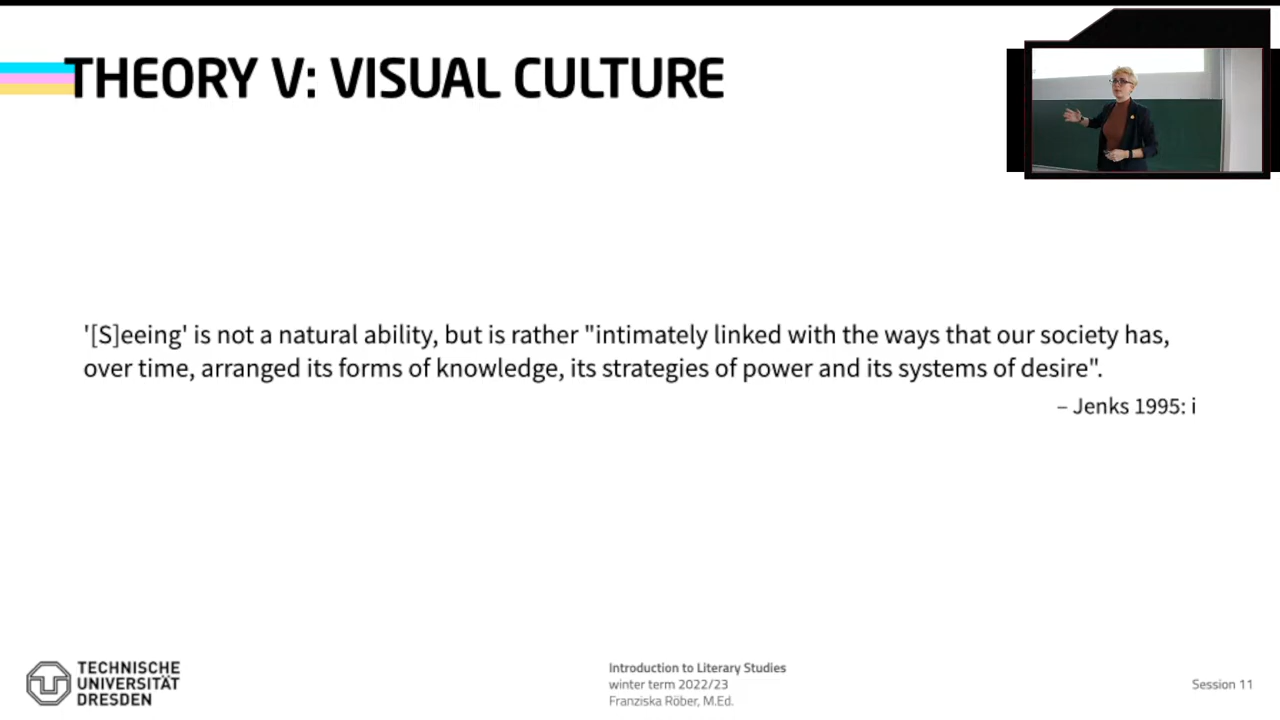 THEORY V: VISUAL CULTURE
'[S]eeing' is not a natural ability, but is rather "intimately linked with the ways that our society has,
over time, arranged its forms of knowledge, its strategies of power and its systems of desire".
– Jenks 1995: i
TECHNISCHE
UNIVERSITÄT
DRESDEN
Introduction to Literary Studies
winter term 2022/23
Franziska Röber, M.Ed.
Session 11